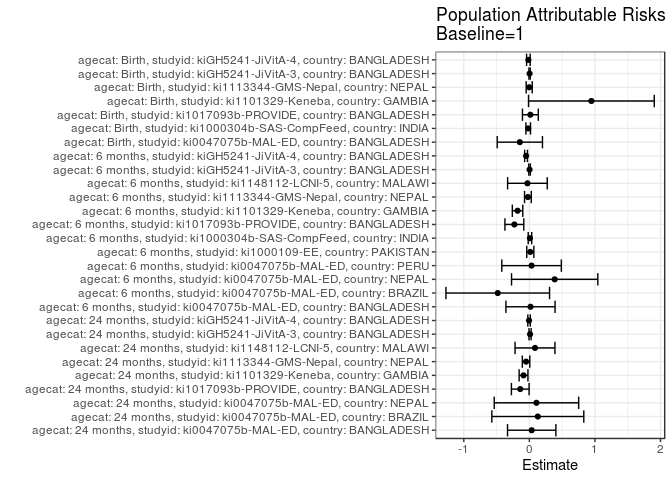 Population Attributable Risks
Baseline=1
agecat: Birth, studyid: kiGH5241-JiVitA-4, country: BANGLADESH
agecat: Birth, studyid: kiGH5241-JiVitA-3, country: BANGLADESH
agecat: Birth, studyid: ki1113344-GMS-Nepal, country: NEPAL
agecat: Birth, studyid: ki1101329-Keneba, country: GAMBIA
agecat: Birth, studyid: ki1017093b-PROVIDE, country: BANGLADESH
agecat: Birth, studyid: ki1000304b-SAS-CompFeed, country: INDIA
agecat: Birth, studyid: ki0047075b-MAL-ED, country: BANGLADESH
agecat: 6 months, studyid: kiGH5241-JiVitA-4, country: BANGLADESH
agecat: 6 months, studyid: kiGH5241-JiVitA-3, country: BANGLADESH
agecat: 6 months, studyid: ki1148112-LCNI-5, country: MALAWI
agecat: 6 months, studyid: ki1113344-GMS-Nepal, country: NEPAL
agecat: 6 months, studyid: ki1101329-Keneba, country: GAMBIA
agecat: 6 months, studyid: ki1017093b-PROVIDE, country: BANGLADESH
agecat: 6 months, studyid: ki1000304b-SAS-CompFeed, country: INDIA
agecat: 6 months, studyid: ki1000109-EE, country: PAKISTAN
agecat: 6 months, studyid: ki0047075b-MAL-ED, country: PERU
agecat: 6 months, studyid: ki0047075b-MAL-ED, country: NEPAL
agecat: 6 months, studyid: ki0047075b-MAL-ED, country: BRAZIL
agecat: 6 months, studyid: ki0047075b-MAL-ED, country: BANGLADESH
agecat: 24 months, studyid: kiGH5241-JiVitA-4, country: BANGLADESH
agecat: 24 months, studyid: kiGH5241-JiVitA-3, country: BANGLADESH
agecat: 24 months, studyid: ki1148112-LCNI-5, country: MALAWI
agecat: 24 months, studyid: ki1113344-GMS-Nepal, country: NEPAL
agecat: 24 months, studyid: ki1101329-Keneba, country: GAMBIA
agecat: 24 months, studyid: ki1017093b-PROVIDE, country: BANGLADESH
agecat: 24 months, studyid: ki0047075b-MAL-ED, country: NEPAL
agecat: 24 months, studyid: ki0047075b-MAL-ED, country: BRAZIL
agecat: 24 months, studyid: ki0047075b-MAL-ED, country: BANGLADESH
-1 0 1 2
Estimate